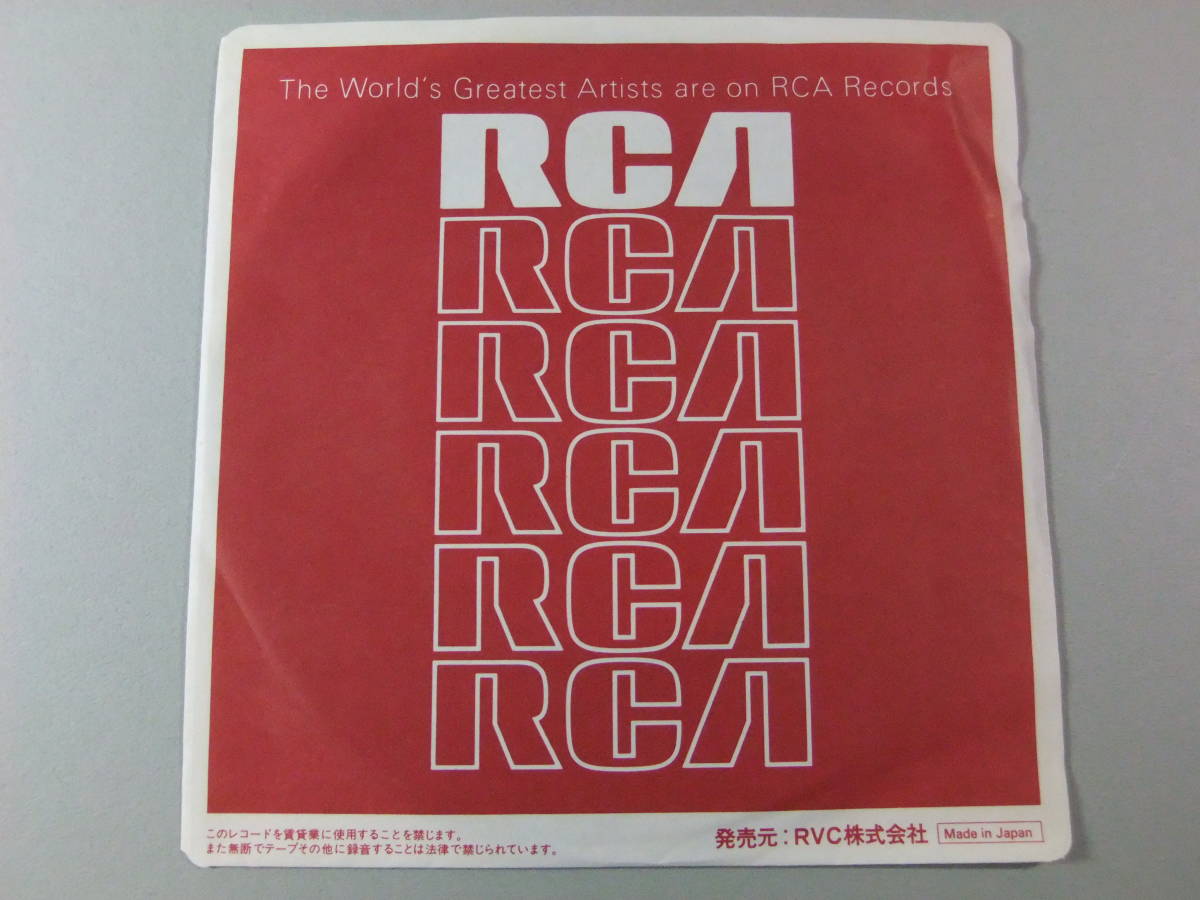 The World's Greatest Artists are on RCA Records
RCA
RCA
RCA
RCA
RCA
RCA
このレコードを賃貸業に使用することを禁じます。
また無断でテープその他に録音することは法律で禁じられています。
発売元：RVC株式会社
Made in Japan